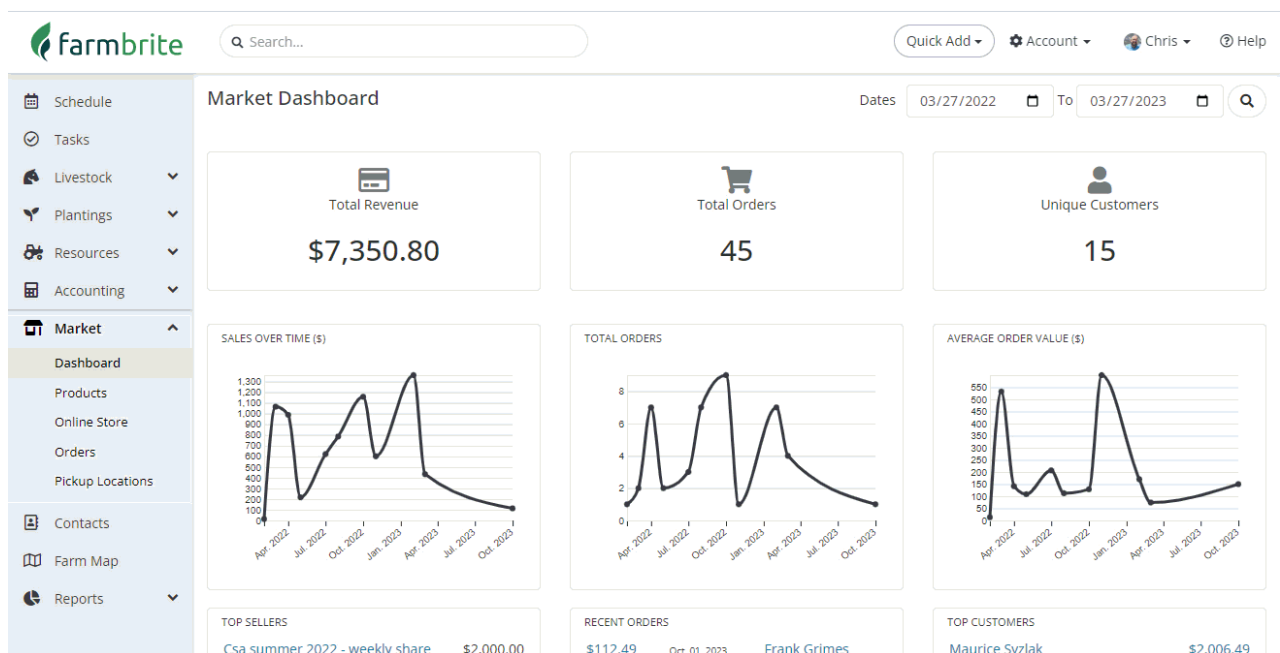 farmbrite
Search...
Quick Add
Account
Chris
Help
Schedule
Tasks
Livestock
Plantings
Resources
Accounting
Market
Dashboard
Products
Online Store
Orders
Pickup Locations
Contacts
Farm Map
Reports
Market Dashboard
Dates 03/27/2022 To 03/27/2023
Total Revenue
$7,350.80
Total Orders
45
Unique Customers
15
SALES OVER TIME ($)
1,300
1,200
1,100
1,000
900
800
700
600
500
400
300
200
100
0
Apr. 2022 Jul. 2022 Oct. 2022 Jan. 2023 Apr. 2023 Jul. 2023 Oct. 2023
TOTAL ORDERS
8
6
4
2
0
Apr. 2022 Jul. 2022 Oct. 2022 Jan. 2023 Apr. 2023 Jul. 2023 Oct. 2023
AVERAGE ORDER VALUE ($)
550
500
450
400
350
300
250
200
150
100
50
0
Apr. 2022 Jul. 2022 Oct. 2022 Jan. 2023 Apr. 2023 Jul. 2023 Oct. 2023
TOP SELLERS
Csa summer 2022 - weekly share $2,000.00
RECENT ORDERS
$112.49 Oct. 01, 2023 Frank Grimes
TOP CUSTOMERS
Maurice Syzlak $2,006.49